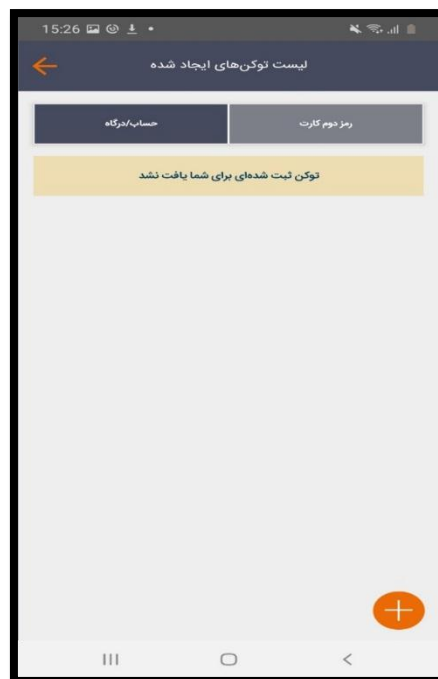 15:26
لیست توکن‌های ایجاد شده
رمز دوم کارت
حساب/درگاه
توکن ثبت شده‌ای برای شما یافت نشد